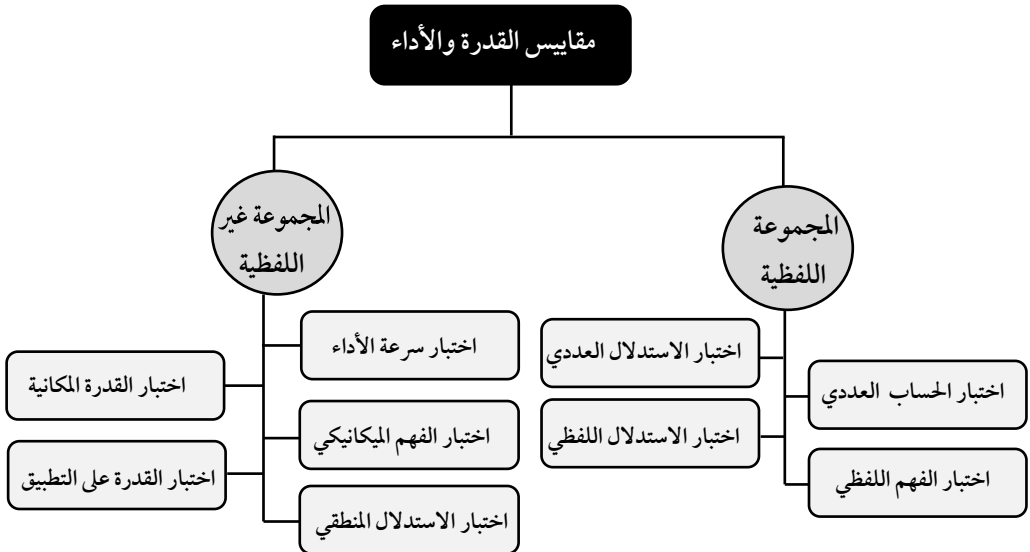 مقاييس القدرة والأداء
المجموعة
اللفظية
المجموعة غير
اللفظية
اختبار الاستدلال العددي
اختبار الحساب العددي
اختبار الاستدلال اللفظي
اختبار الفهم اللفظي
اختبار سرعة الأداء
اختبار القدرة المكانية
اختبار الفهم الميكانيكي
اختبار القدرة على التطبيق
اختبار الاستدلال المنطقي